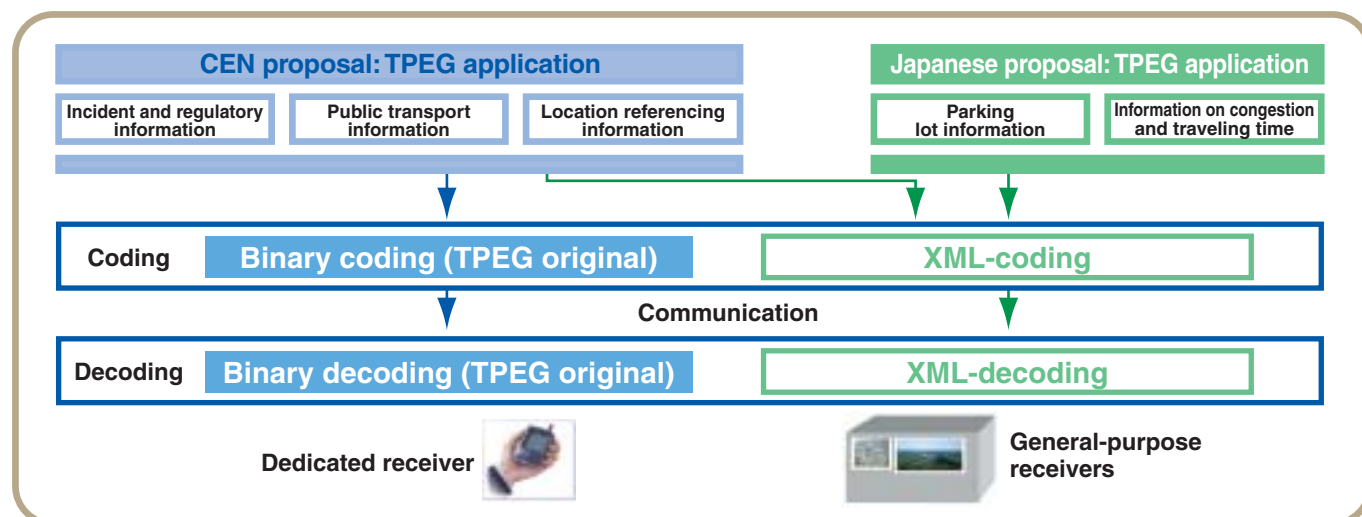 CEN proposal: TPEG application
Japanese proposal: TPEG application
Incident and regulatory
information
Public transport
information
Location referencing
information
Parking
lot information
Information on congestion
and traveling time
Coding
Binary coding (TPEG original)
XML-coding
Communication
Decoding
Binary decoding (TPEG original)
XML-decoding
Dedicated receiver
General-purpose
receivers